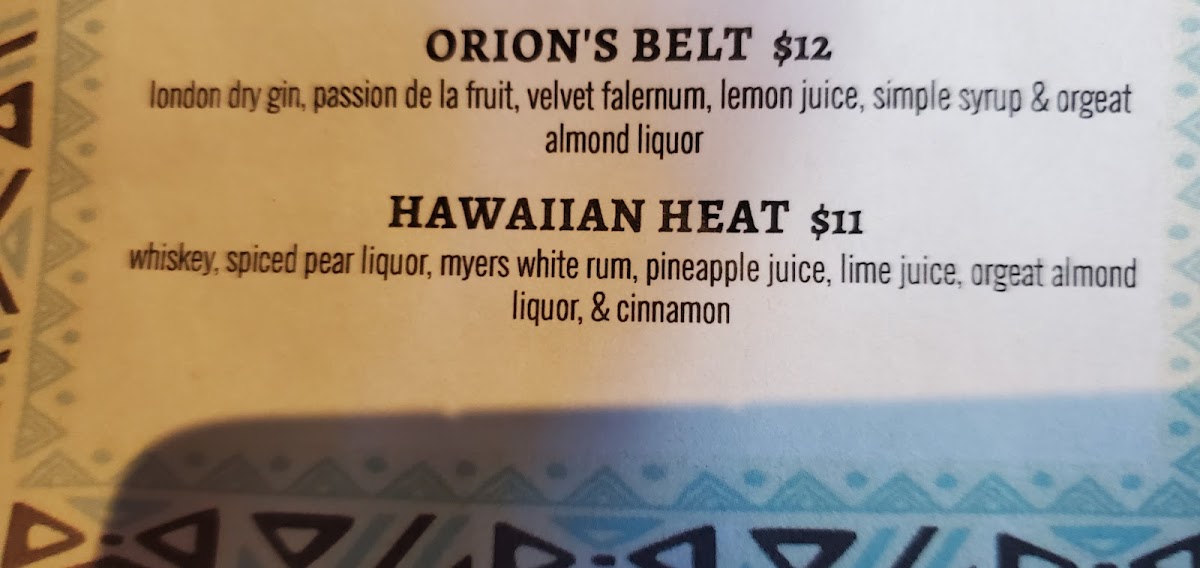 ORION'S BELT $12
london dry gin, passion de la fruit, velvet falernum, lemon juice, simple syrup & orgeat
almond liquor
HAWAIIAN HEAT $11
whiskey, spiced pear liquor, myers white rum, pineapple juice, lime juice, orgeat almond
liquor, & cinnamon